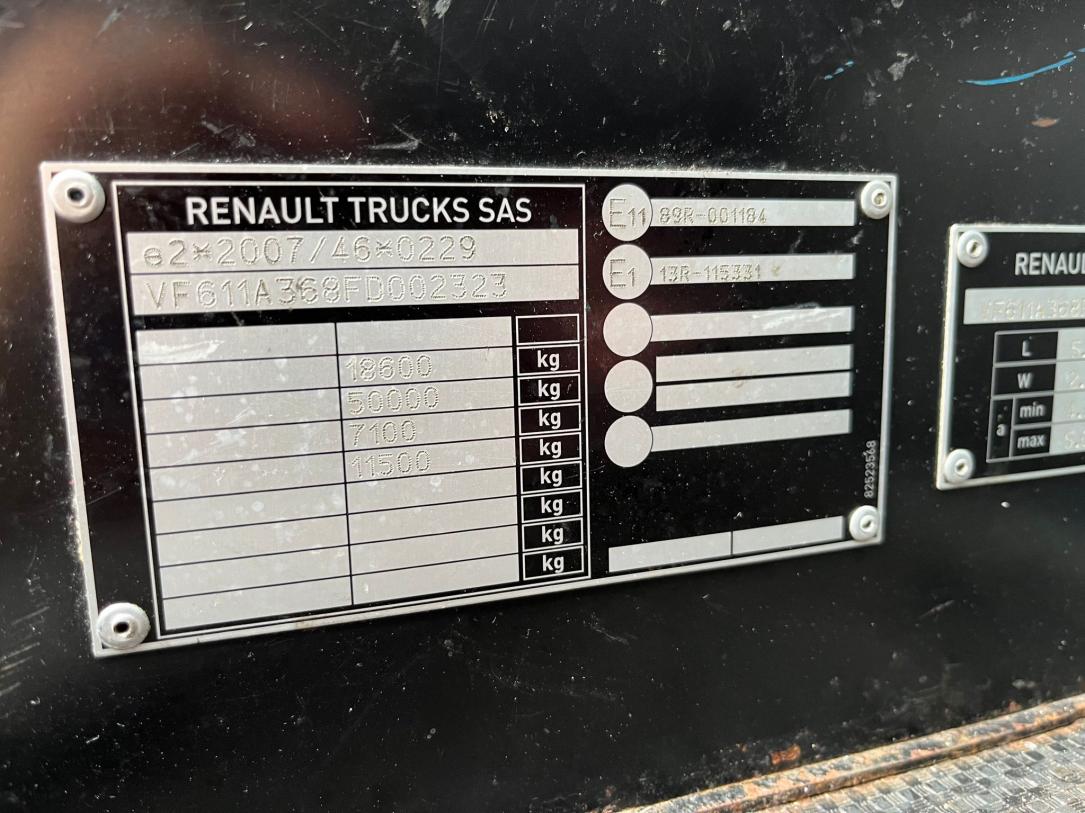 RENAULT TRUCKS SAS
e2*2007/46*0229
VF611A368FD002323
18600 kg
50000 kg
7100 kg
11500 kg
kg
kg
kg
kg
E11 89R-001184
E1 13R-115331
82523568
RENAUL
VF611A368
L
W
a
min
max